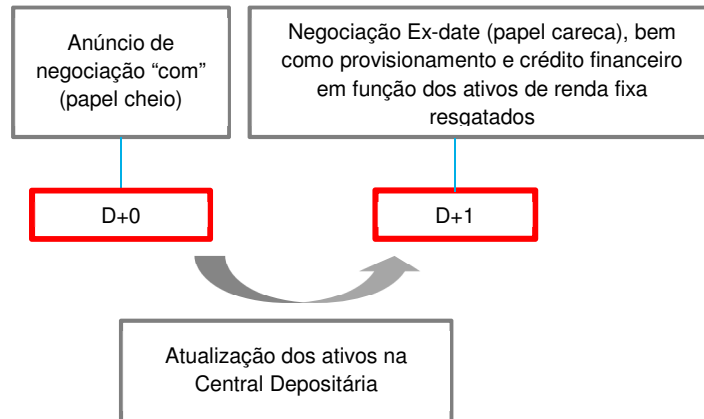 Anúncio de
negociação “com”
(papel cheio)
Negociação Ex-date (papel careca), bem
como provisionamento e crédito financeiro
em função dos ativos de renda fixa
resgatados
D+0
D+1
Atualização dos ativos na
Central Depositária